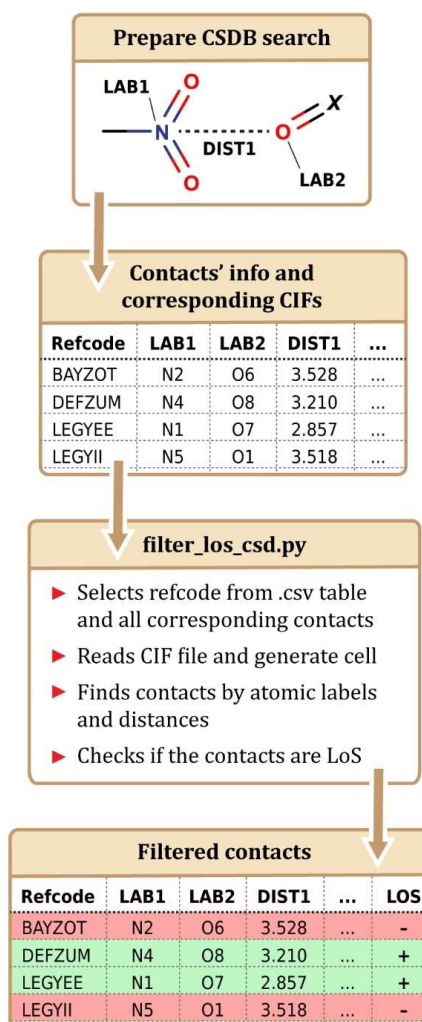 Prepare CSDB search
LAB1
O
X
N
O
DIST1
O
LAB2
Contacts' info and
corresponding CIFs
Refcode LAB1 LAB2 DIST1 ...
BAYZOT N2 O6 3.528 ...
DEFZUM N4 O8 3.210 ...
LEGYEE N1 O7 2.857 ...
LEGYII N5 O1 3.518 ...
filter_los_csd.py
Selects refcode from .csv table
and all corresponding contacts
Reads CIF file and generate cell
Finds contacts by atomic labels
and distances
Checks if the contacts are LoS
Filtered contacts
Refcode LAB1 LAB2 DIST1 ... LOS
BAYZOT N2 O6 3.528 ... –
DEFZUM N4 O8 3.210 ... +
LEGYEE N1 O7 2.857 ... +
LEGYII N5 O1 3.518 ... –